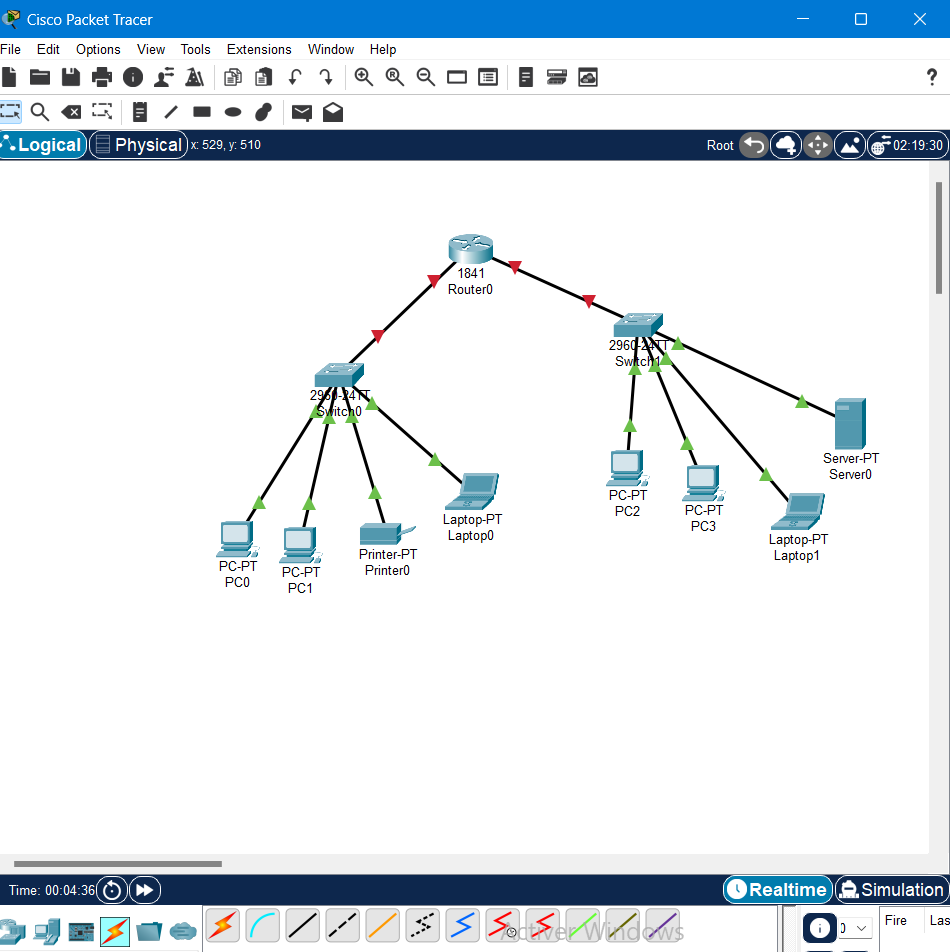 Cisco Packet Tracer
File Edit Options View Tools Extensions Window Help
?
Logical Physical x: 529, y: 510 Root 02:19:30
1841
Router0
2960-24TT
Switch1
2960-24TT
Switch0
Server-PT
Server0
PC-PT
PC2
PC-PT
PC3
Laptop-PT
Laptop0
Laptop-PT
Laptop1
Printer-PT
Printer0
PC-PT
PC0
PC-PT
PC1
Time: 00:04:36 Realtime Simulation
0 Fire Las
Activer Windows